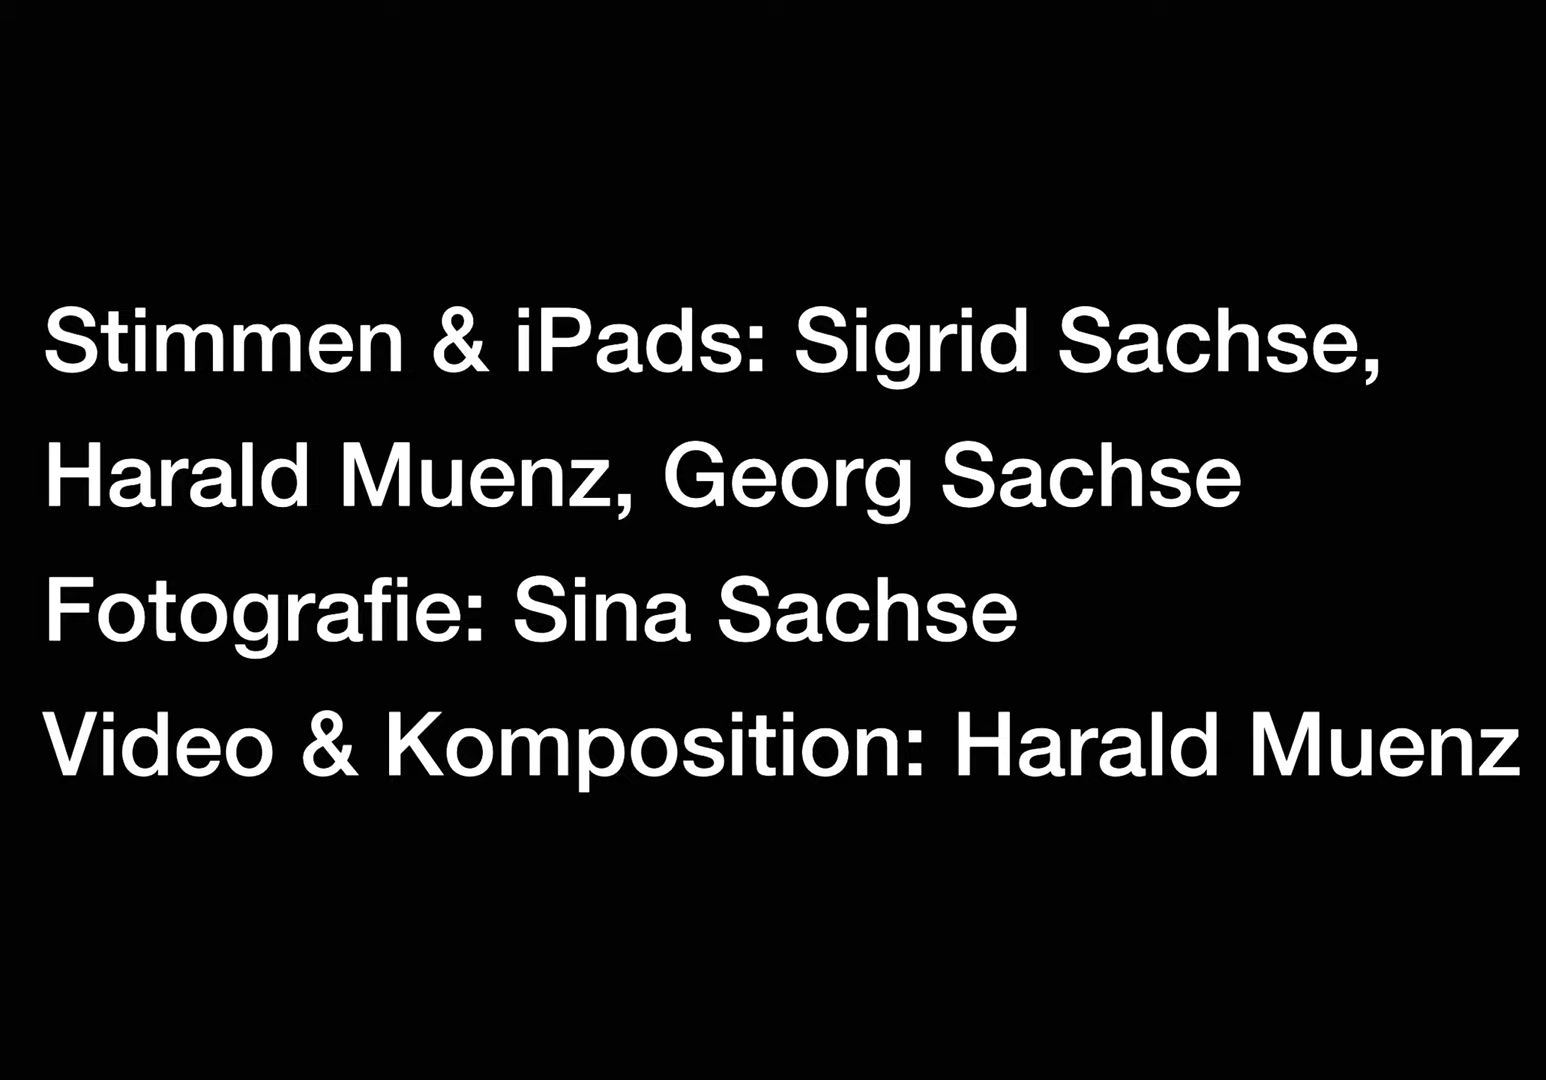 Stimmen & iPads: Sigrid Sachse,
Harald Muenz, Georg Sachse
Fotografie: Sina Sachse
Video & Komposition: Harald Muenz